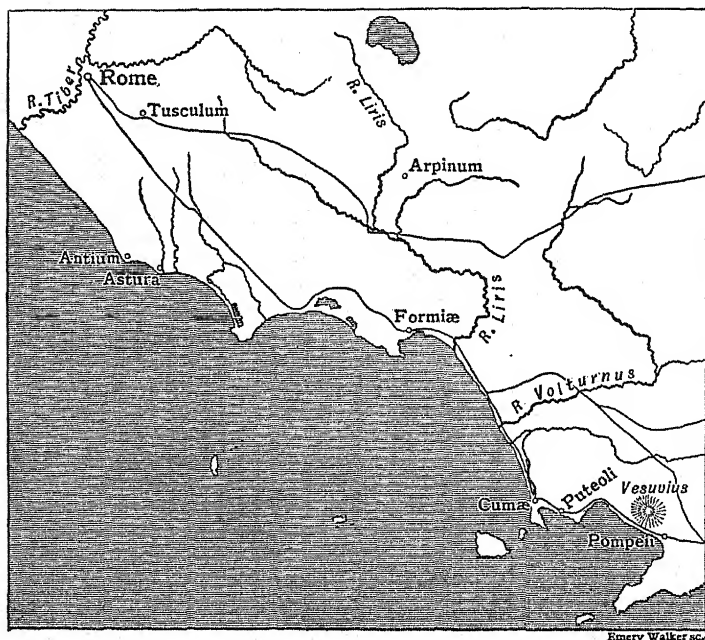 R. Tiber
Rome
Tusculum
R. Liris
Arpinum
Antium
Astura
Formiæ
R. Liris
R. Volturnus
Cumæ
Puteoli
Vesuvius
Pompeii
Emery Walker sc.